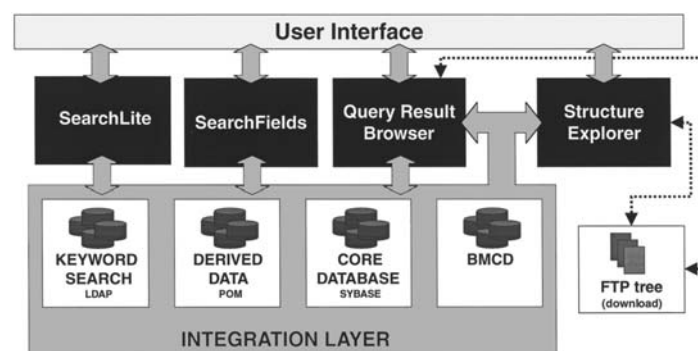 User Interface
SearchLite
SearchFields
Query Result
Browser
Structure
Explorer
KEYWORD
SEARCH
LDAP
DERIVED
DATA
POM
CORE
DATABASE
SYBASE
BMCD
FTP tree
(download)
INTEGRATION LAYER